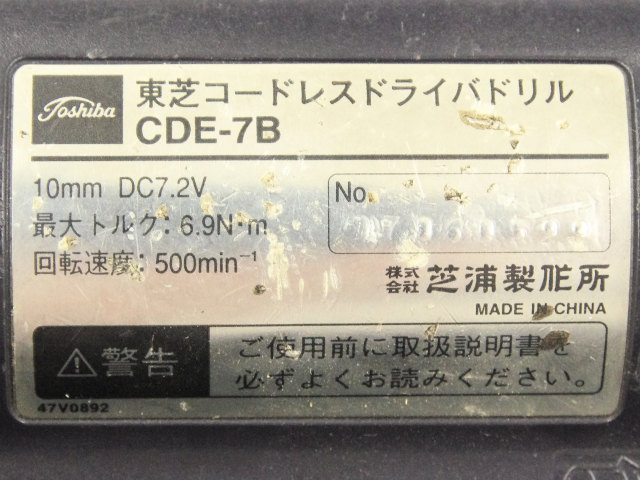 Toshiba
東芝コードレスドライバドリル
CDE-7B
10mm DC7.2V
最大トルク: 6.9N·m
回転速度: 500min⁻¹
No
株式会社 芝浦製作所
MADE IN CHINA
警告
ご使用前に取扱説明書を
必ずよくお読みください。
47V0892